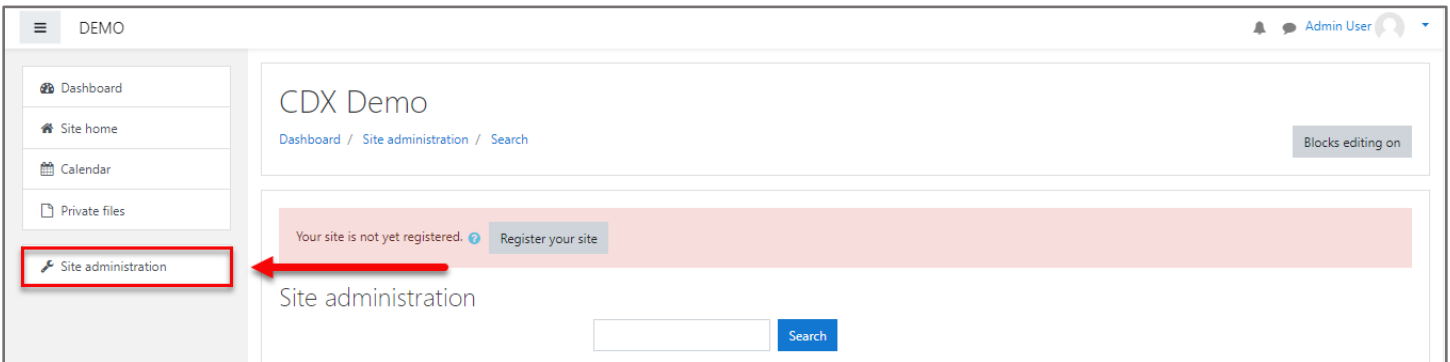 DEMO
Admin User
Dashboard
Site home
Calendar
Private files
Site administration
CDX Demo
Dashboard / Site administration / Search
Blocks editing on
Your site is not yet registered. ? Register your site
Site administration
Search